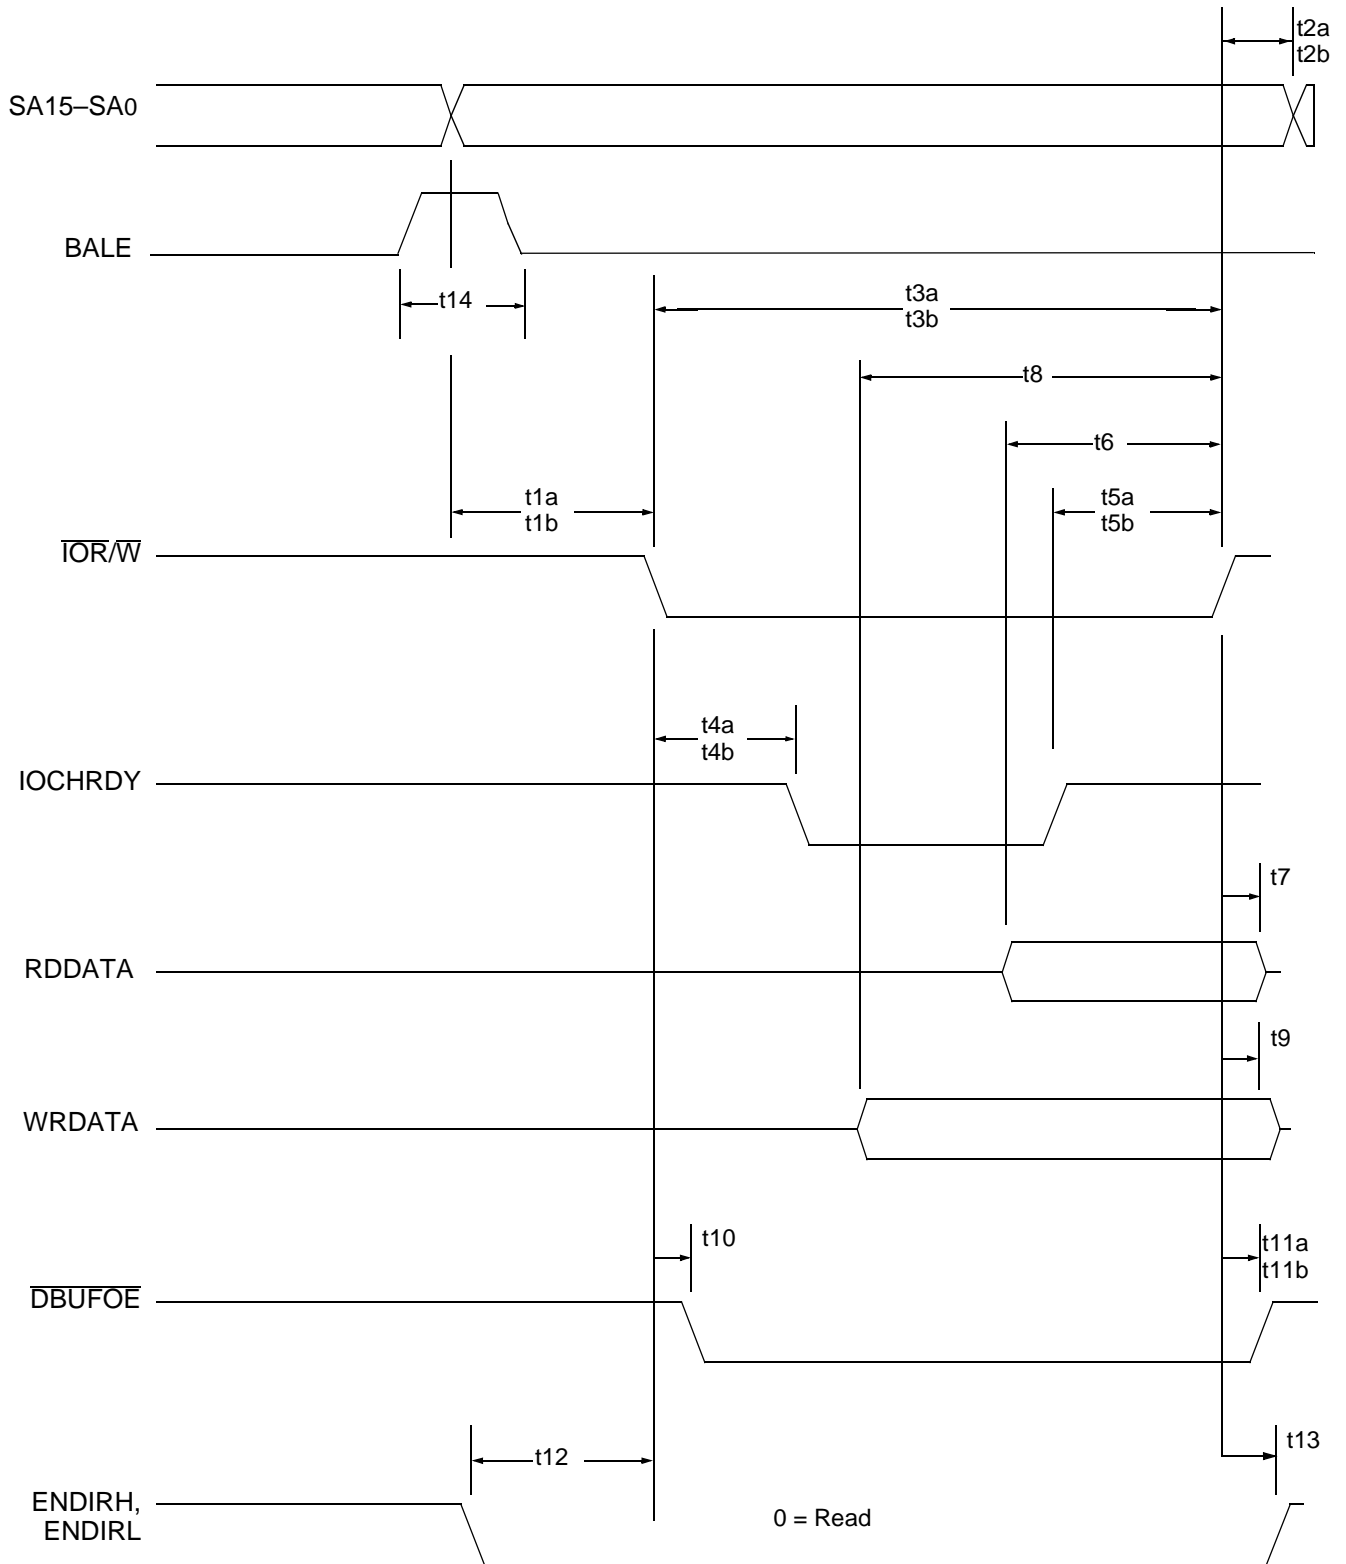 t2a
t2b
SA15–SA0
BALE
t14
t3a
t3b
t8
t6
t1a
t1b
t5a
t5b
IOR/W
t4a
t4b
IOCHRDY
t7
RDDATA
t9
WRDATA
t10
t11a
t11b
DBUFOE
t12
t13
ENDIRH,
ENDIRL
0 = Read